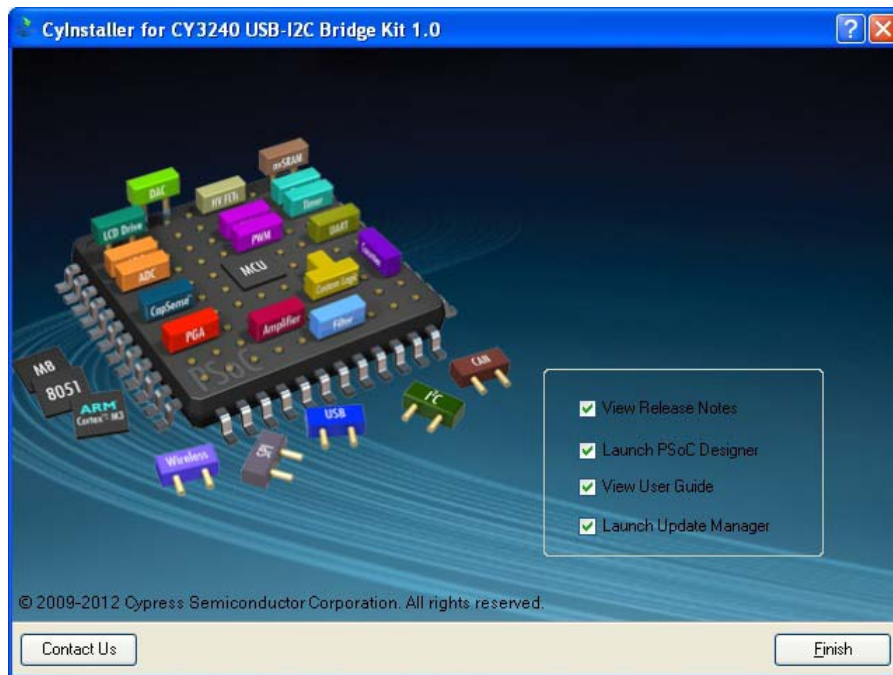 CyInstaller for CY3240 USB-I2C Bridge Kit 1.0
nvSRAM
DAC
HV FETs
Timer
LCD Drive
PWM
UART
ADC
MCU
CapSense
Custom Logic
PGA
Amplifier
Filter
PSoC
M8
8051
ARM
Cortex™-M3
CAN
I²C
USB
Wireless
View Release Notes
Launch PSoC Designer
View User Guide
Launch Update Manager
© 2009-2012 Cypress Semiconductor Corporation. All rights reserved.
Contact Us
Finish